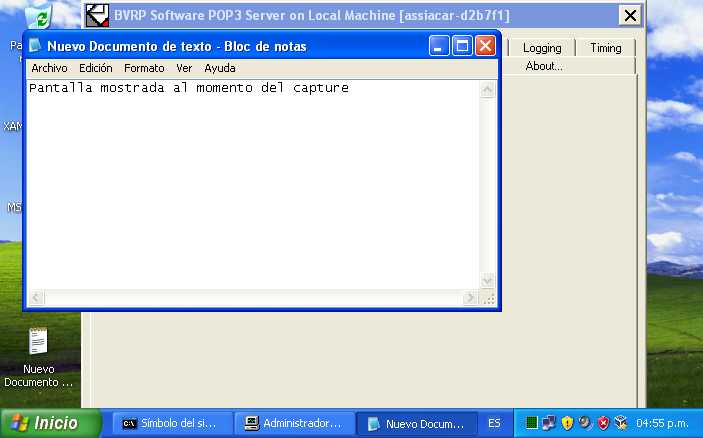 BVRP Software POP3 Server on Local Machine [assiacar-d2b7f1]
Nuevo Documento de texto - Bloc de notas
Logging Timing
Archivo Edición Formato Ver Ayuda
About...
Pantalla mostrada al momento del capture
XAM
MS
Nuevo
Documento ...
Inicio
Símbolo del si...
Administrador...
Nuevo Docum...
ES
04:55 p.m.